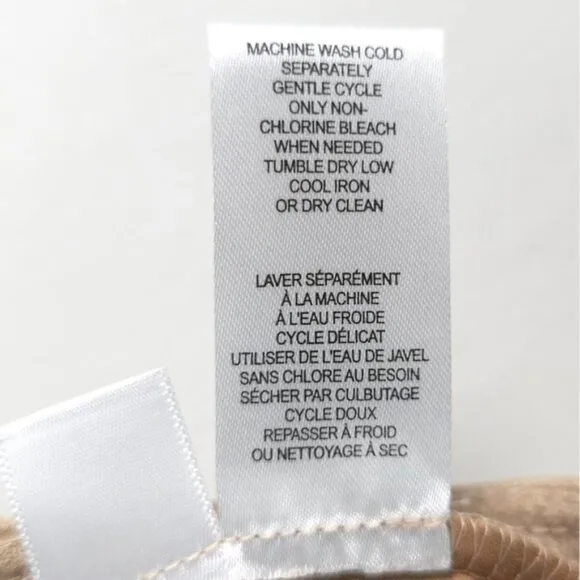 MACHINE WASH COLD
SEPARATELY
GENTLE CYCLE
ONLY NON-
CHLORINE BLEACH
WHEN NEEDED
TUMBLE DRY LOW
COOL IRON
OR DRY CLEAN
LAVER SÉPARÉMENT
À LA MACHINE
À L'EAU FROIDE
CYCLE DÉLICAT
UTILISER DE L'EAU DE JAVEL
SANS CHLORE AU BESOIN
SÉCHER PAR CULBUTAGE
CYCLE DOUX
REPASSER À FROID
OU NETTOYAGE À SEC